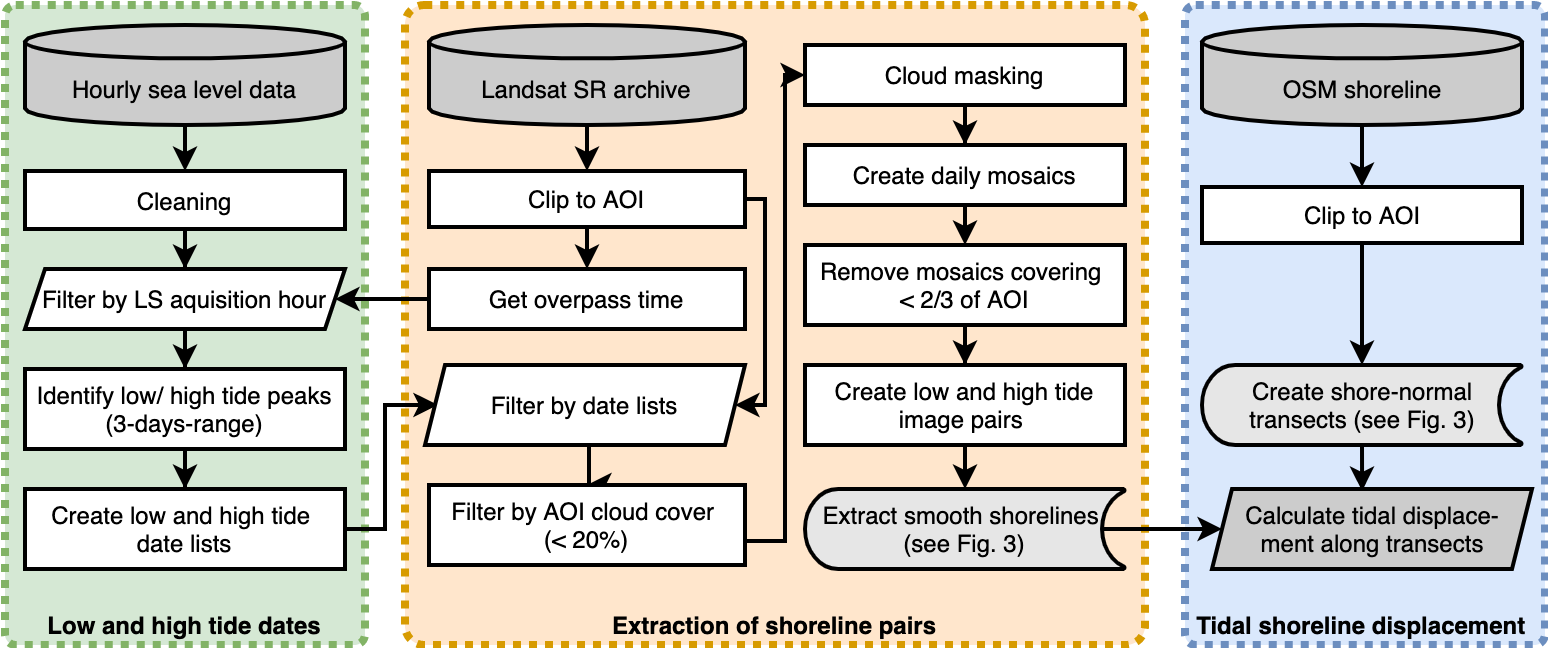 Hourly sea level data
Cleaning
Filter by LS aquisition hour
Identify low/ high tide peaks
(3-days-range)
Create low and high tide
date lists
Low and high tide dates
Landsat SR archive
Clip to AOI
Get overpass time
Filter by date lists
Filter by AOI cloud cover
(< 20%)
Cloud masking
Create daily mosaics
Remove mosaics covering
< 2/3 of AOI
Create low and high tide
image pairs
Extract smooth shorelines
(see Fig. 3)
Extraction of shoreline pairs
OSM shoreline
Clip to AOI
Create shore-normal
transects (see Fig. 3)
Calculate tidal displace-
ment along transects
Tidal shoreline displacement